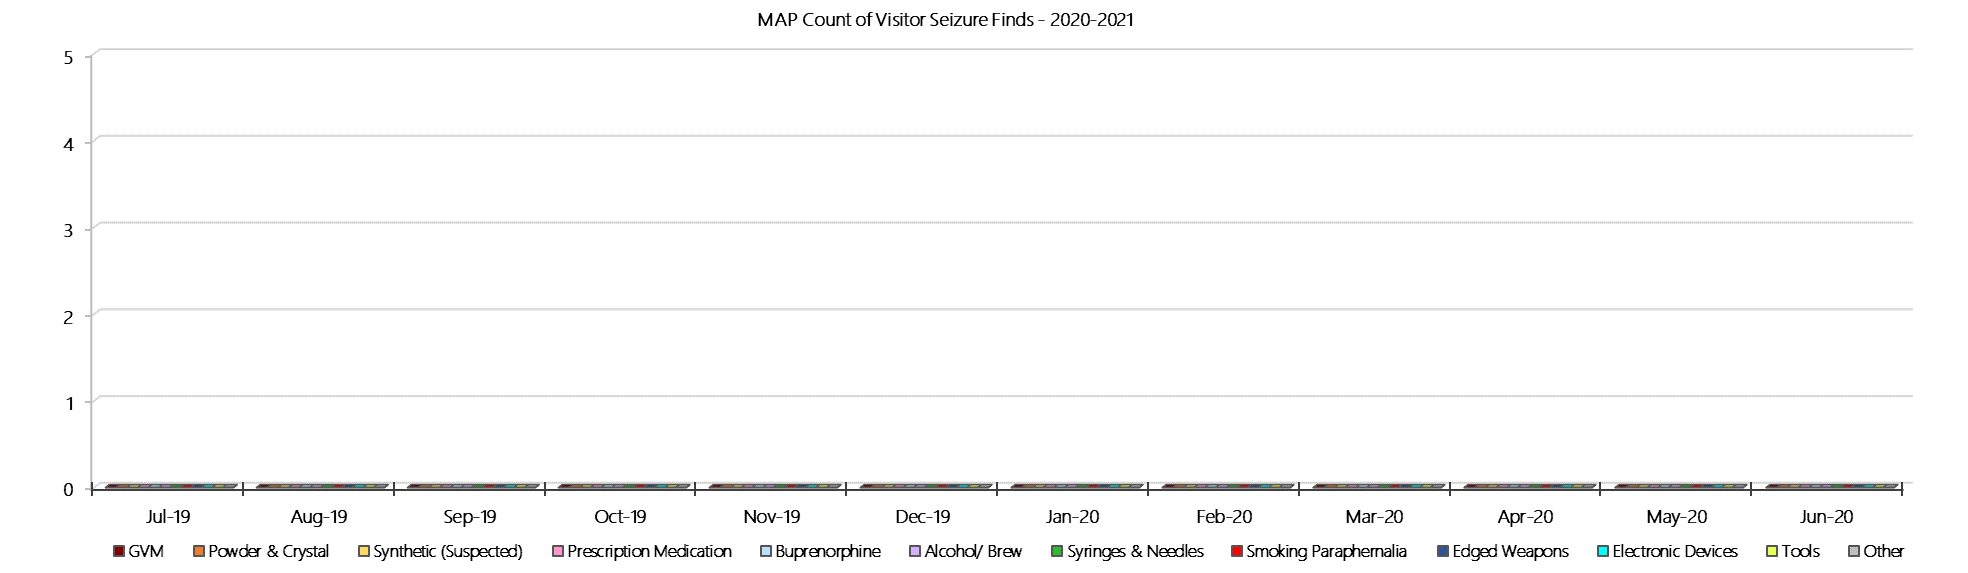 MAP Count of Visitor Seizure Finds - 2020-2021
5
4
3
2
1
0
Jul-19 Aug-19 Sep-19 Oct-19 Nov-19 Dec-19 Jan-20 Feb-20 Mar-20 Apr-20 May-20 Jun-20
GVM Powder & Crystal Synthetic (Suspected) Prescription Medication Buprenorphine Alcohol/ Brew Syringes & Needles Smoking Paraphernalia Edged Weapons Electronic Devices Tools Other